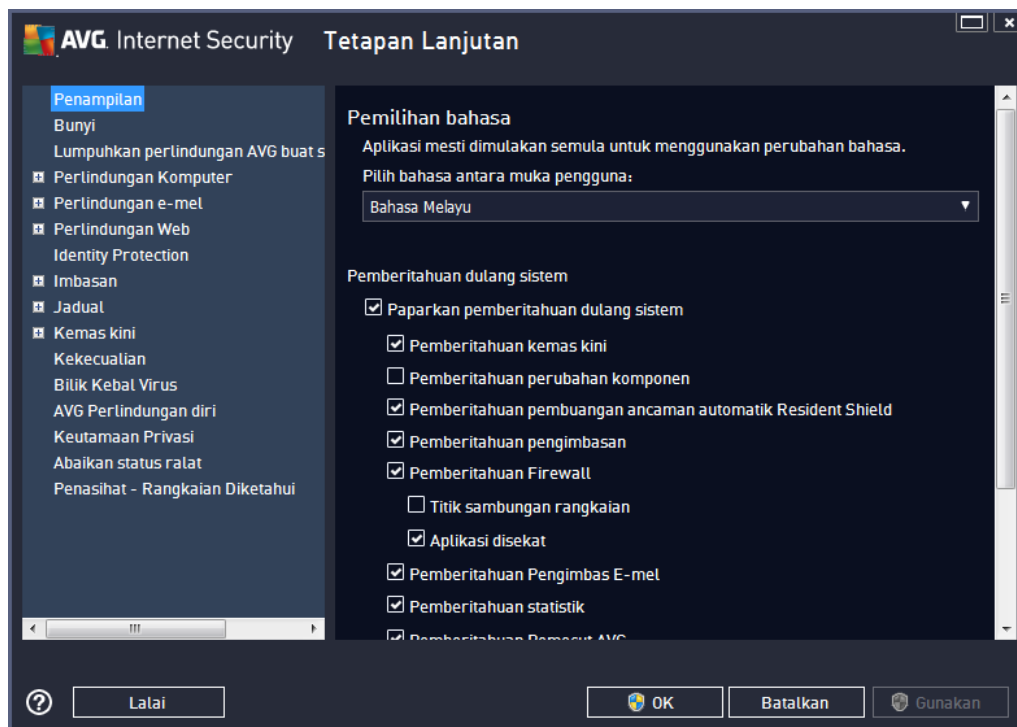 AVG. Internet Security Tetapan Lanjutan
Penampilan
Bunyi
Lumpuhkan perlindungan AVG buat s
Perlindungan Komputer
Perlindungan e-mel
Perlindungan Web
Identity Protection
Imbasan
Jadual
Kemas kini
Kekecualian
Bilik Kebal Virus
AVG Perlindungan diri
Keutamaan Privasi
Abaikan status ralat
Penasihat - Rangkaian Diketahui
Pemilihan bahasa
Aplikasi mesti dimulakan semula untuk menggunakan perubahan bahasa.
Pilih bahasa antara muka pengguna:
Bahasa Melayu
Pemberitahuan dulang sistem
Paparkan pemberitahuan dulang sistem
Pemberitahuan kemas kini
Pemberitahuan perubahan komponen
Pemberitahuan pembuangan ancaman automatik Resident Shield
Pemberitahuan pengimbasan
Pemberitahuan Firewall
Titik sambungan rangkaian
Aplikasi disekat
Pemberitahuan Pengimbas E-mel
Pemberitahuan statistik
Pemberitahuan Pemecut AVG
Lalai
OK
Batalkan
Gunakan